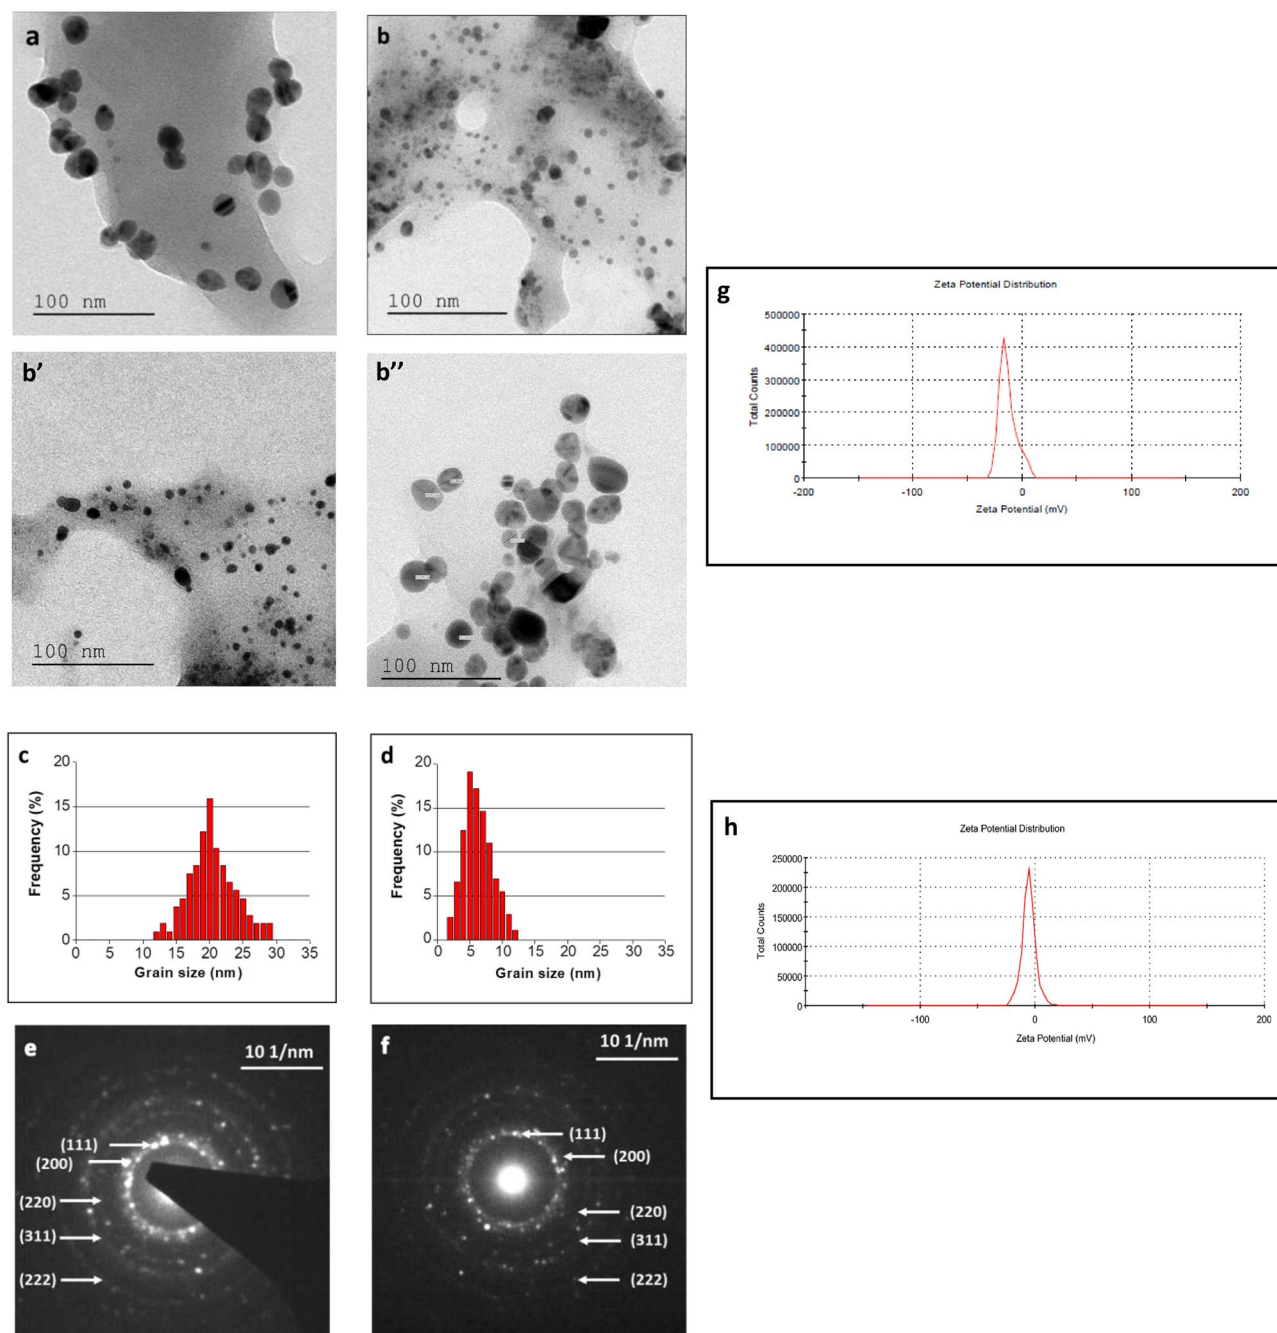 a
100 nm
b
100 nm
b’
100 nm
b’’
100 nm
c
20
15
10
5
0
Frequency (%)
0 5 10 15 20 25 30 35
Grain size (nm)
d
20
15
10
5
0
Frequency (%)
0 5 10 15 20 25 30 35
Grain size (nm)
e
10 1/nm
(111)
(200)
(220)
(311)
(222)
f
10 1/nm
(111)
(200)
(220)
(311)
(222)
g
Zeta Potential Distribution
500000
400000
300000
200000
100000
0
Total Counts
-200 -100 0 100 200
Zeta Potential (mV)
h
Zeta Potential Distribution
250000
200000
150000
100000
50000
0
Total Counts
-100 0 100 200
Zeta Potential (mV)